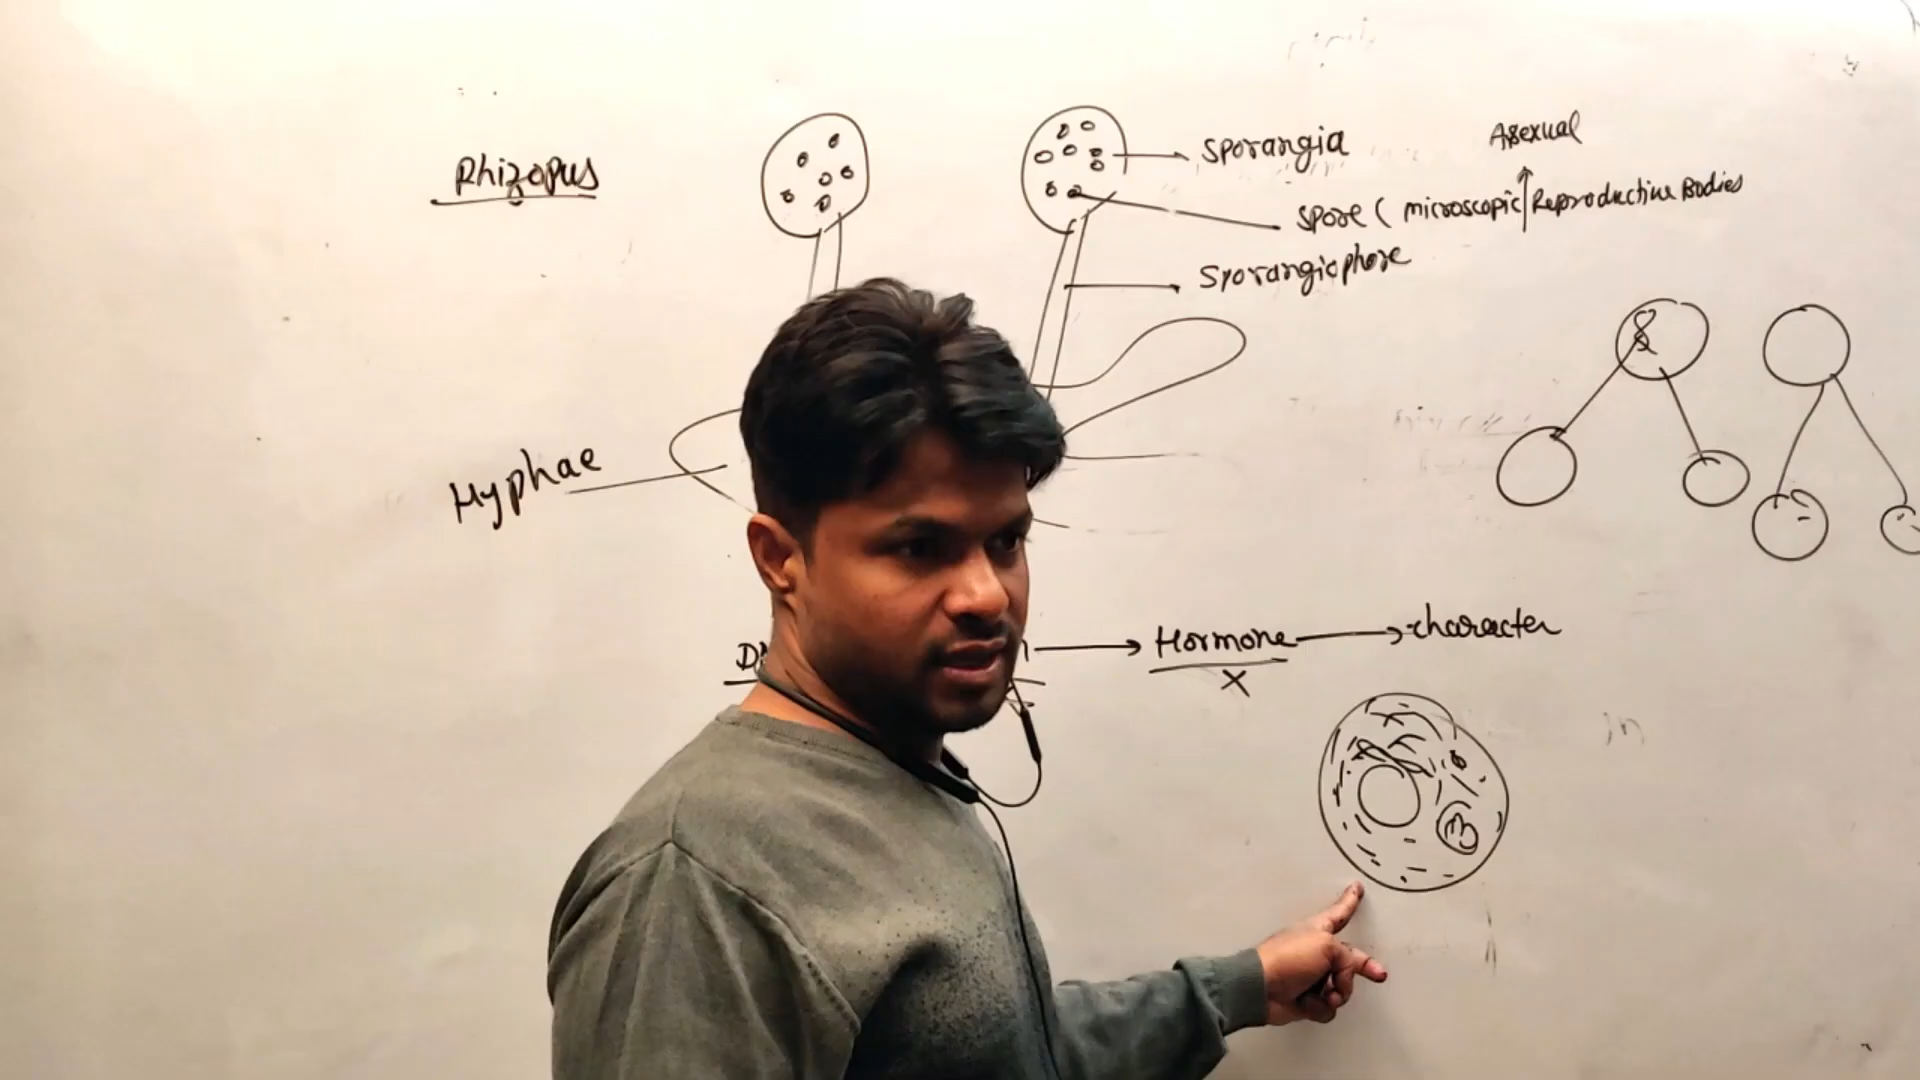 Rhizopus
Sporangia
Asexual
Spore ( microscopic Reproductive Bodies
Sporangiophore
Hyphae
Hormone character
X